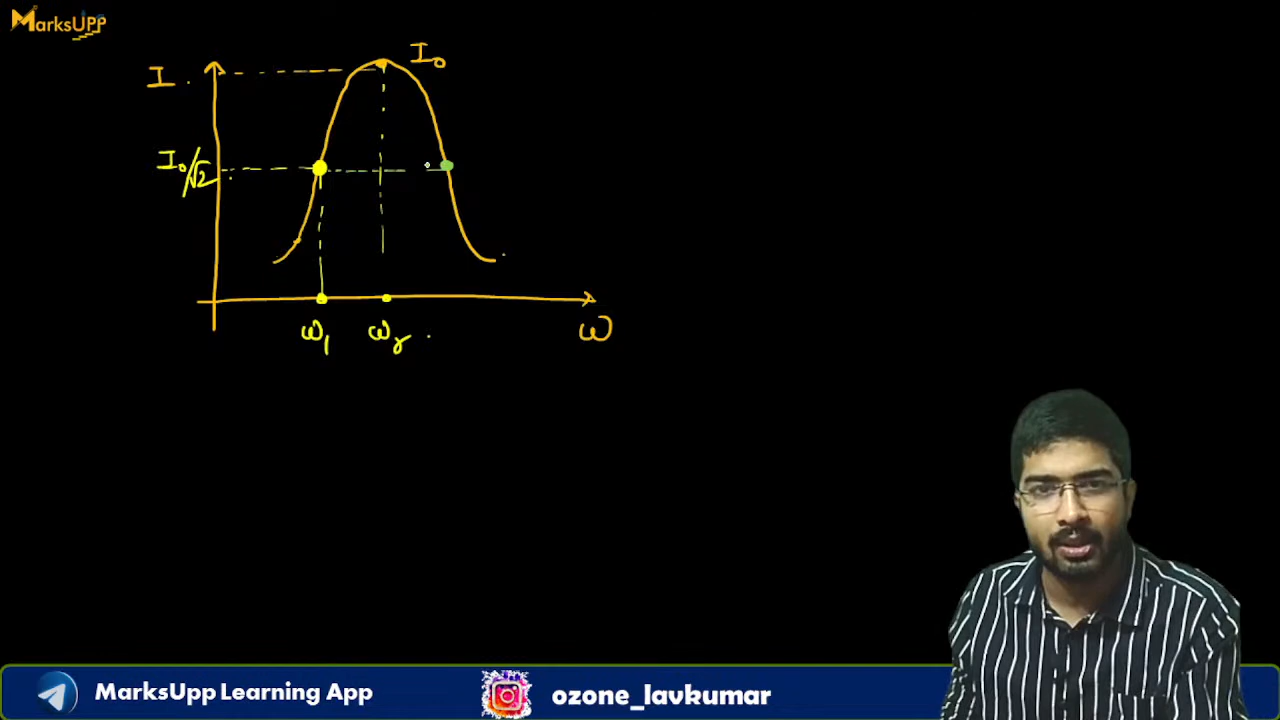 MarksUpp
I₀
I
I₀/√2
ω₁ ωᵣ
ω
MarksUpp Learning App
ozone_lavkumar